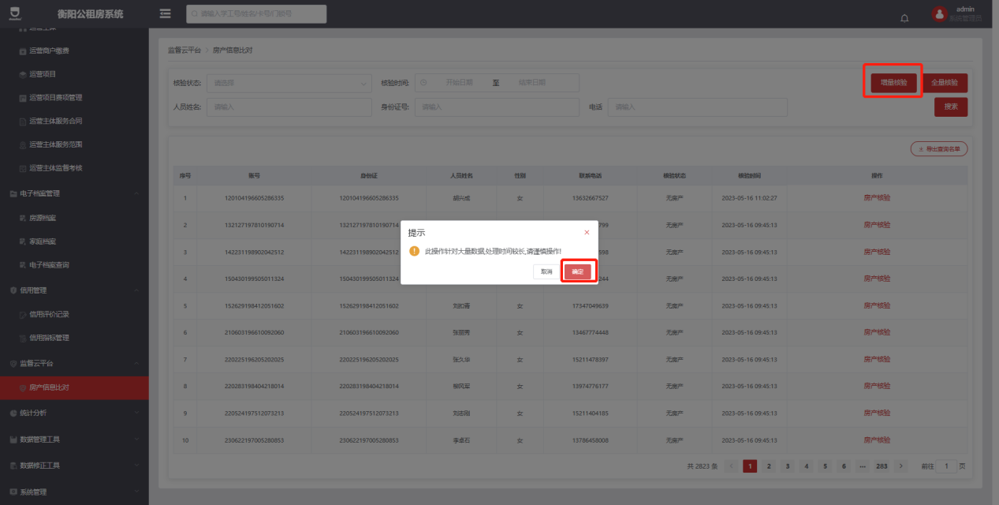 衡阳公租房系统
请输入学工号/姓名/卡号/门锁号
admin
系统管理员
运营主体
运营商户缴费
运营项目
运营项目赛项管理
运营主体服务合同
运营主体服务范围
运营主体监督考核
电子档案管理
房源档案
家庭档案
电子档案查询
信用管理
信用评价记录
信用指标管理
监督云平台
房产信息比对
统计分析
数据管理工具
数据修正工具
系统管理
监督云平台 > 房产信息比对
核验状态: 请选择 核验时间: 开始日期 至 结束日期 增量核验 全量核验
人员姓名: 请输入 身份证号: 请输入 电话 请输入 搜索
导出查询名单
序号 账号 身份证 人员姓名 性别 联系电话 核验状态 核验时间 操作
1 120104196605286335 120104196605286335 胡兴成 女 13632667527 无房产 2023-05-16 11:02:27 房产核验
2 132127197810190714 132127197810190714 799 无房产 2023-05-16 09:45:13 房产核验
3 142231198902042512 142231198902042512 598 无房产 2023-05-16 09:45:13 房产核验
4 150430199505011324 150430199505011324 244 无房产 2023-05-16 09:45:13 房产核验
5 152629198412051602 152629198412051602 女 17347049639 无房产 2023-05-16 09:45:13 房产核验
6 210603196610092060 210603196610092060 张丽霄 女 13467774448 无房产 2023-05-16 09:45:13 房产核验
7 220225196205202025 220225196205202025 张久华 女 15211478397 无房产 2023-05-16 09:45:13 房产核验
8 220283198404218014 220283198404218014 柳凤军 女 13974776177 无房产 2023-05-16 09:45:13 房产核验
9 220524197512073213 220524197512073213 刘志刚 女 15211404185 无房产 2023-05-16 09:45:13 房产核验
10 230622197005280853 230622197005280853 李卓石 女 13786458008 无房产 2023-05-16 09:45:13 房产核验
提示 ×
此操作针对大量数据,处理时间较长,请谨慎操作!
取消 确定
共 2823 条 < 1 2 3 4 5 6 ••• 283 > 前往 1 页